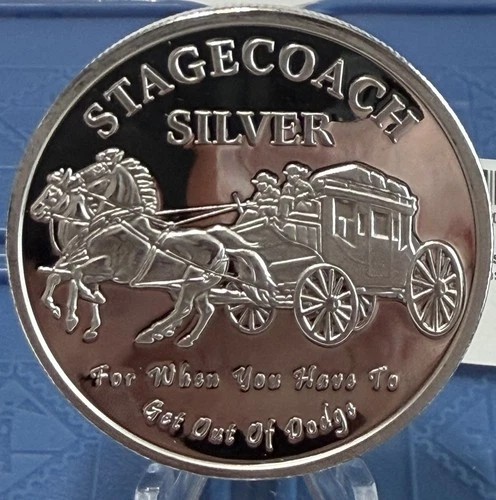 STAGECOACH
SILVER
For When You Have To
Get Out Of Dodge